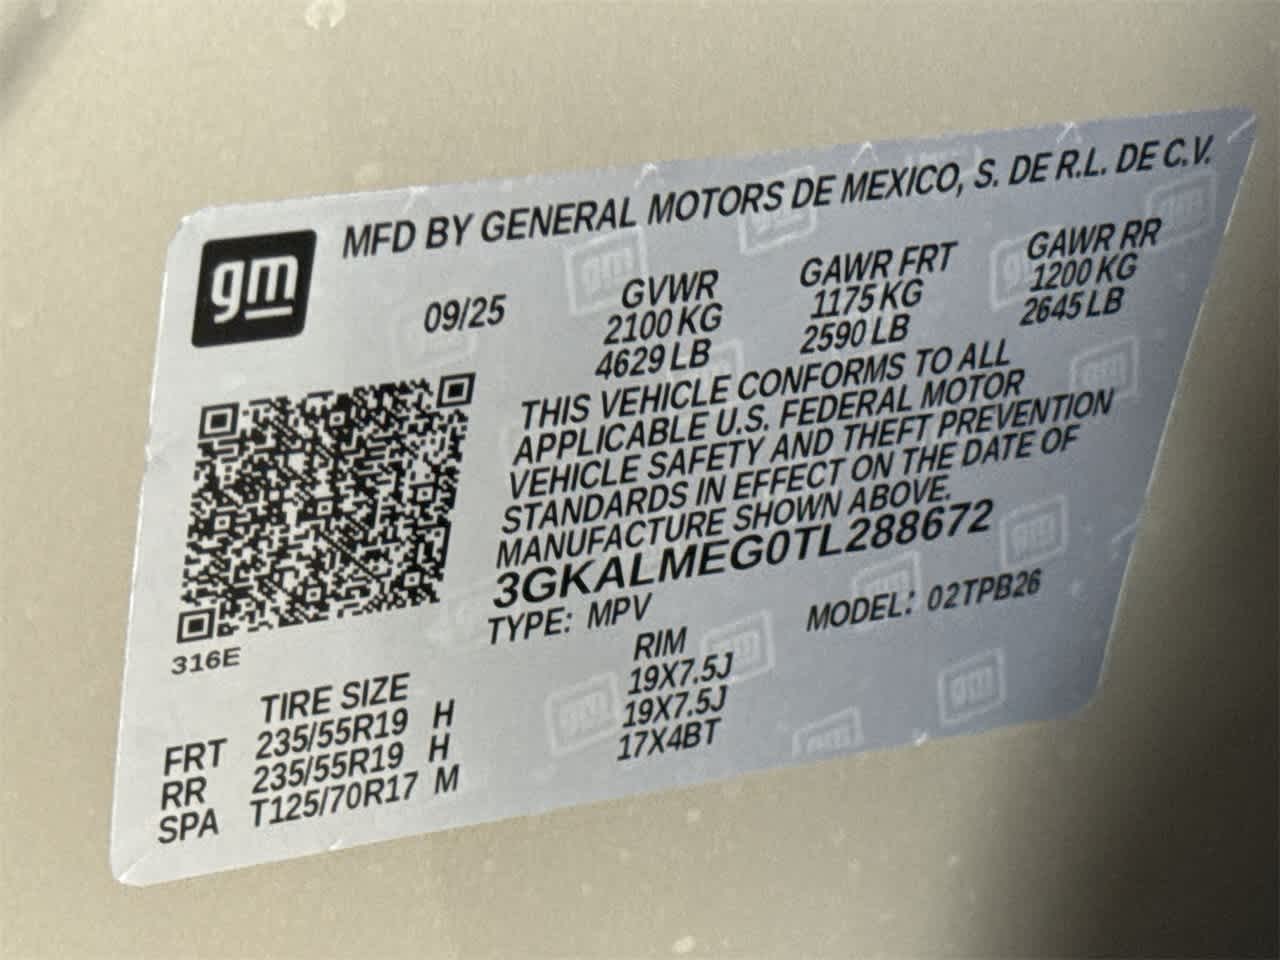 MFD BY GENERAL MOTORS DE MEXICO, S. DE R.L. DE C.V.
gm
09/25 GVWR GAWR FRT GAWR RR
2100 KG 1175 KG 1200 KG
4629 LB 2590 LB 2645 LB
THIS VEHICLE CONFORMS TO ALL
APPLICABLE U.S. FEDERAL MOTOR
VEHICLE SAFETY AND THEFT PREVENTION
STANDARDS IN EFFECT ON THE DATE OF
MANUFACTURE SHOWN ABOVE.
3GKALMEG0TL288672
TYPE: MPV MODEL: 02TPB26
316E
TIRE SIZE RIM
FRT 235/55R19 H 19X7.5J
RR 235/55R19 H 19X7.5J
SPA T125/70R17 M 17X4BT